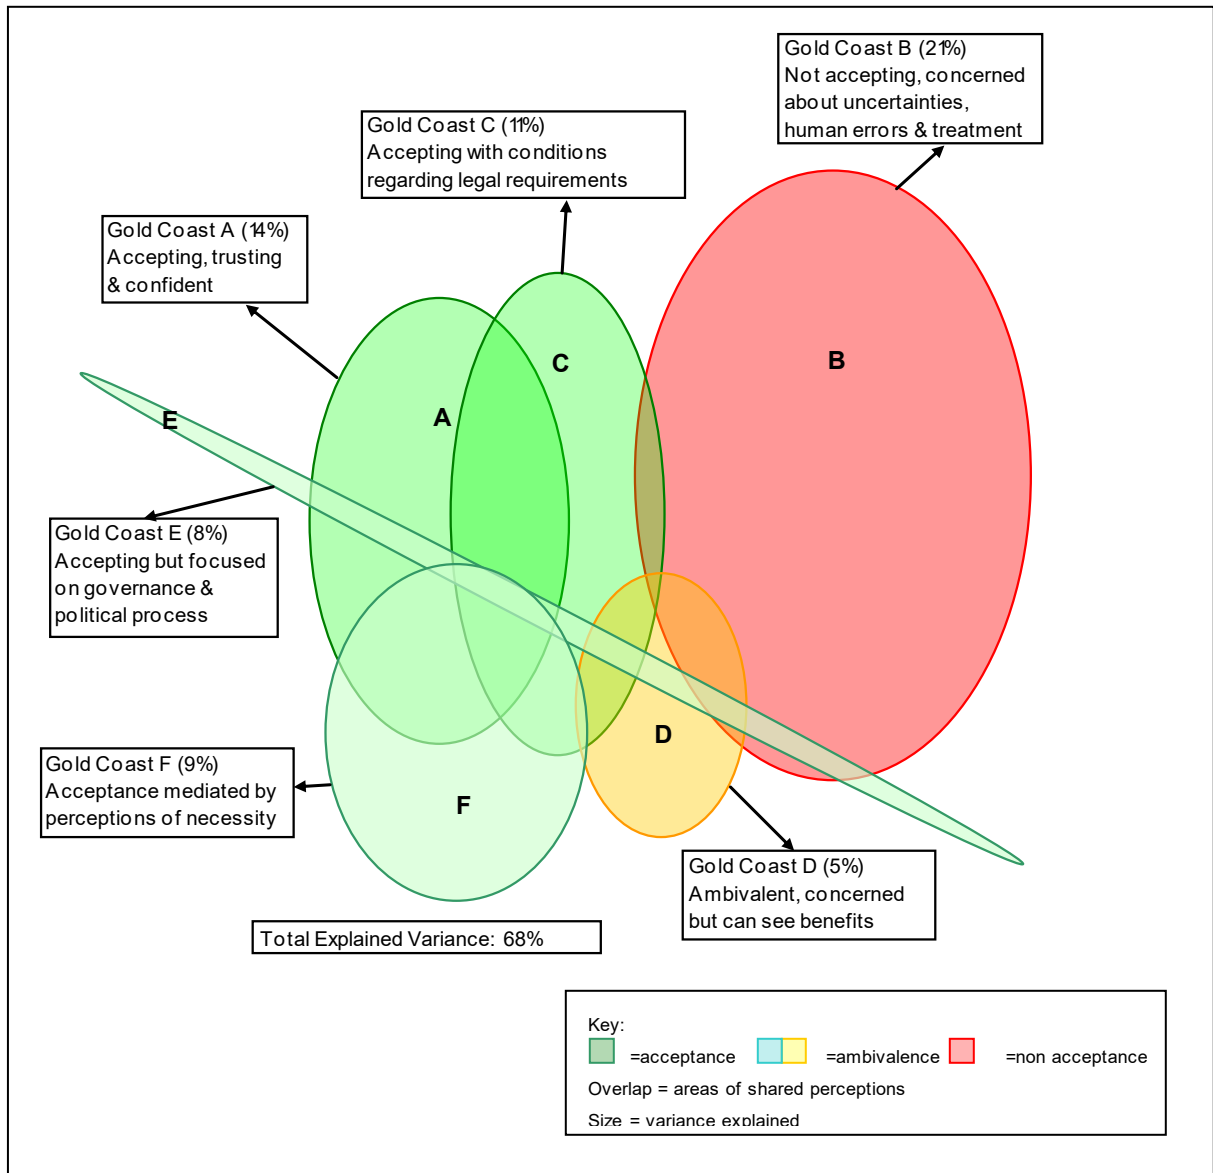 Gold Coast B (21%)
Not accepting, concerned
about uncertainties,
human errors & treatment
Gold Coast C (11%)
Accepting with conditions
regarding legal requirements
Gold Coast A (14%)
Accepting, trusting
& confident
C
B
A
E
Gold Coast E (8%)
Accepting but focused
on governance &
political process
D
Gold Coast F (9%)
Acceptance mediated by
perceptions of necessity
F
Gold Coast D (5%)
Ambivalent, concerned
but can see benefits
Total Explained Variance: 68%
Key:
=acceptance =ambivalence =non acceptance
Overlap = areas of shared perceptions
Size = variance explained